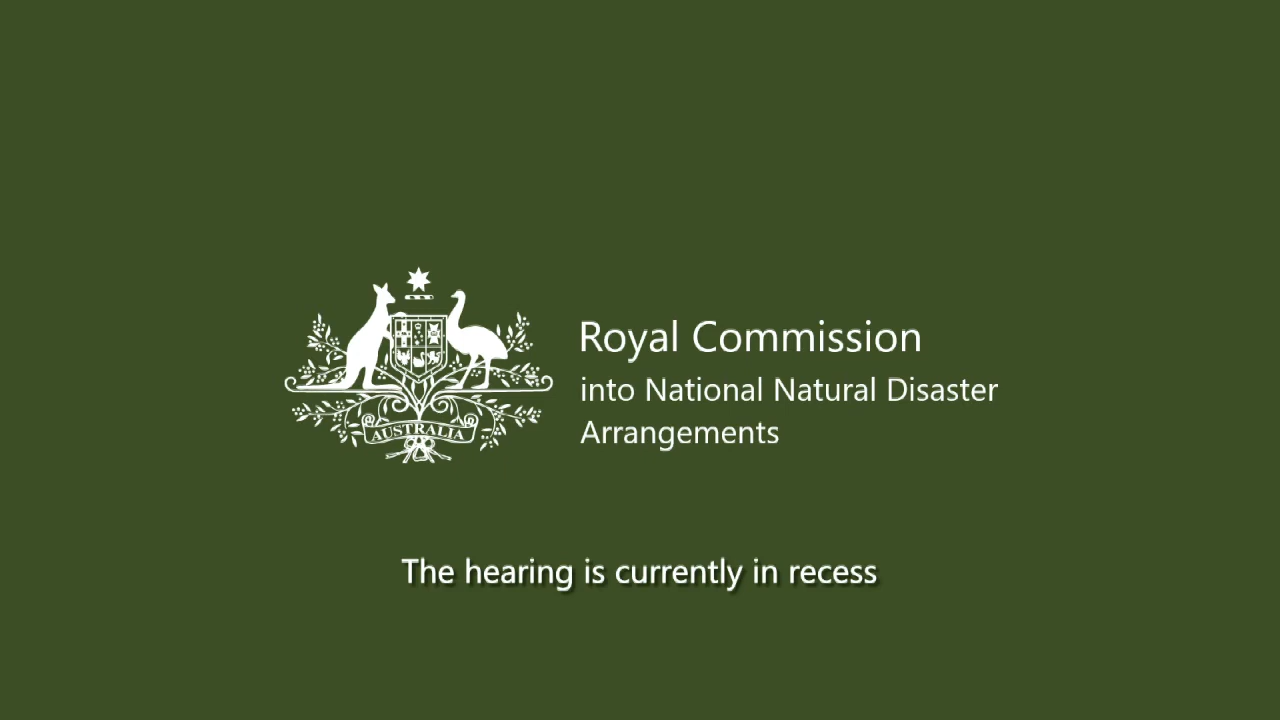 AUSTRALIA
Royal Commission
into National Natural Disaster
Arrangements
The hearing is currently in recess